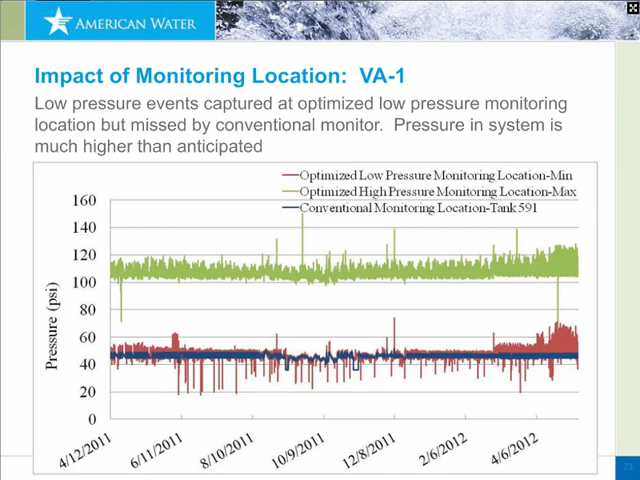 AMERICAN WATER
Impact of Monitoring Location:  VA-1
Low pressure events captured at optimized low pressure monitoring
location but missed by conventional monitor.  Pressure in system is
much higher than anticipated
Optimized Low Pressure Monitoring Location-Min
Optimized High Pressure Monitoring Location-Max
Conventional Monitoring Location-Tank 591
160
140
120
100
80
60
40
20
0
Pressure (psi)
4/12/2011
6/11/2011
8/10/2011
10/9/2011
12/8/2011
2/6/2012
4/6/2012
23